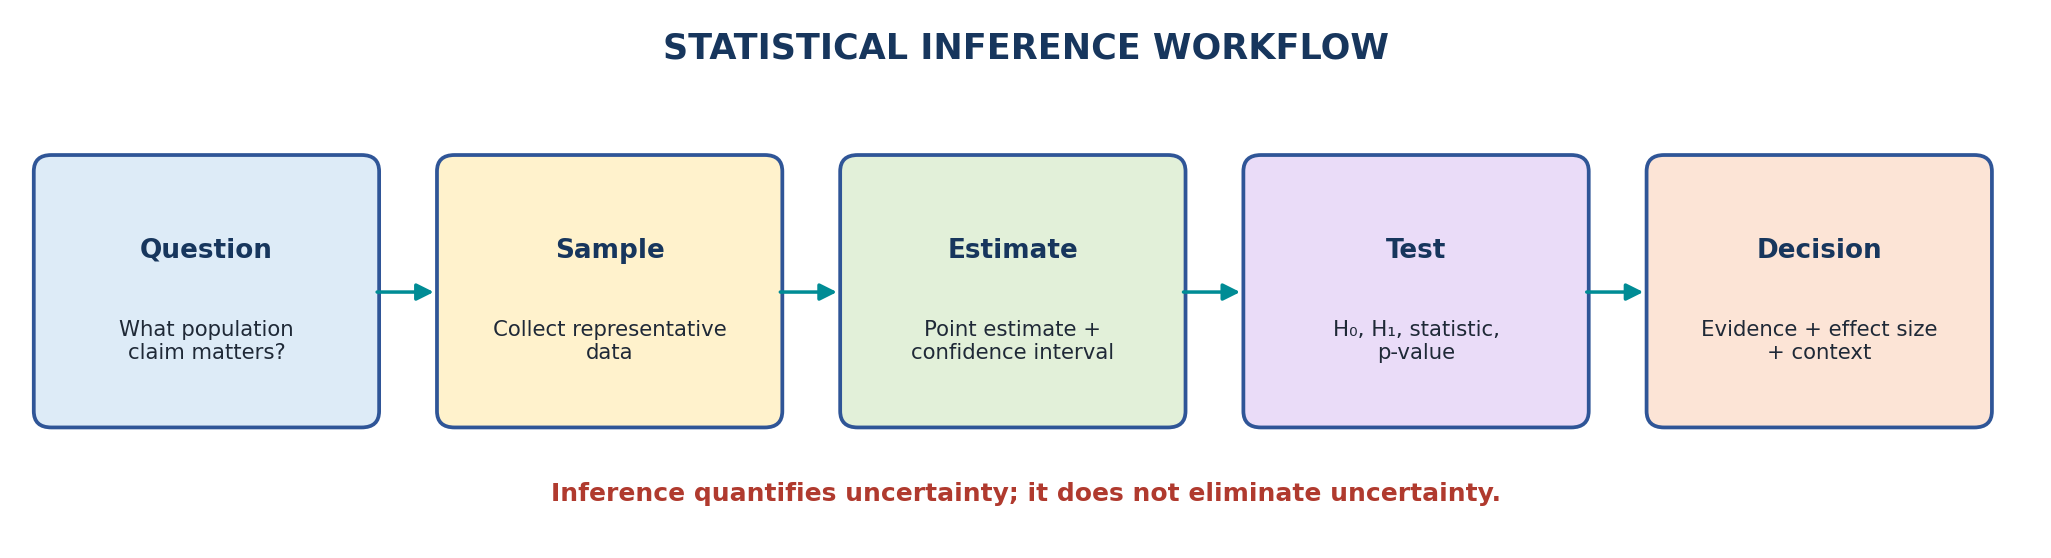 STATISTICAL INFERENCE WORKFLOW
Question
What population
claim matters?
Sample
Collect representative
data
Estimate
Point estimate +
confidence interval
Test
H₀, H₁, statistic,
p-value
Decision
Evidence + effect size
+ context
Inference quantifies uncertainty; it does not eliminate uncertainty.